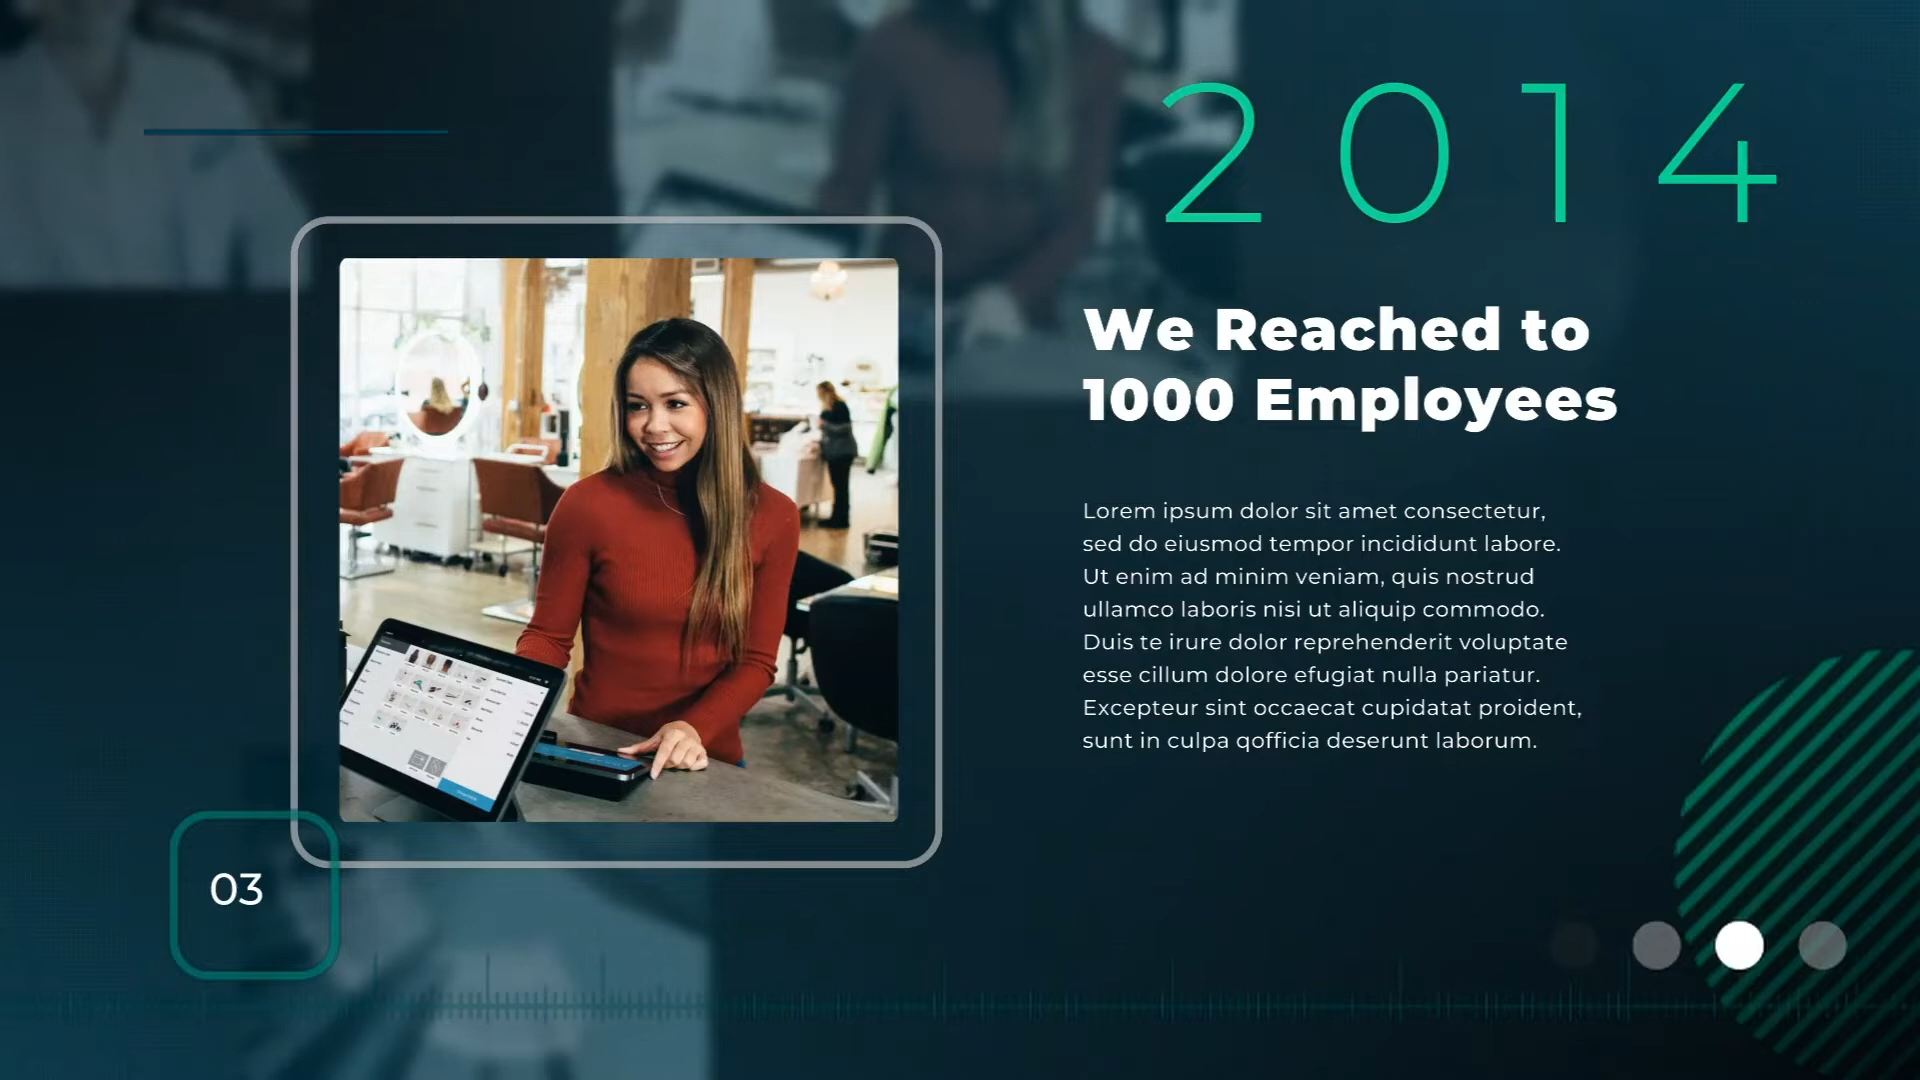 2014
We Reached to
1000 Employees
Lorem ipsum dolor sit amet consectetur,
sed do eiusmod tempor incididunt labore.
Ut enim ad minim veniam, quis nostrud
ullamco laboris nisi ut aliquip commodo.
Duis te irure dolor reprehenderit voluptate
esse cillum dolore efugiat nulla pariatur.
Excepteur sint occaecat cupidatat proident,
sunt in culpa qofficia deserunt laborum.
03